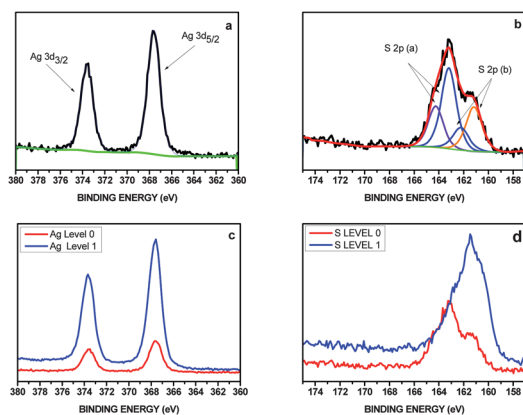 a
Ag 3d3/2
Ag 3d5/2
380 378 376 374 372 370 368 366 364 362 360
BINDING ENERGY (eV)
b
S 2p (a)
S 2p (b)
174 172 170 168 166 164 162 160 158
BINDING ENERGY (eV)
c
Ag Level 0
Ag Level 1
380 378 376 374 372 370 368 366 364 362 360
BINDING ENERGY (eV)
d
S LEVEL 0
S LEVEL 1
174 172 170 168 166 164 162 160 158
BINDING ENERGY (eV)